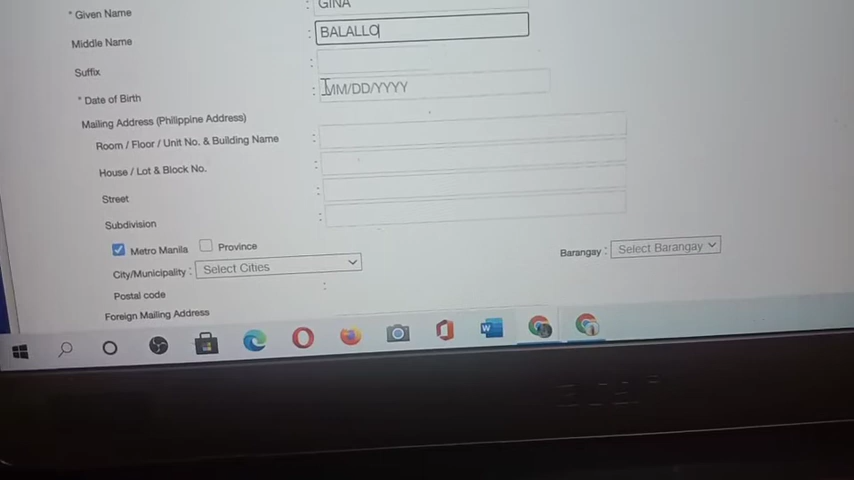 * Given Name : GINA
Middle Name : BALALLO
Suffix :
* Date of Birth : MM/DD/YYYY
Mailing Address (Philippine Address)
Room / Floor / Unit No. & Building Name :
House / Lot & Block No. :
Street :
Subdivision :
Metro Manila Province
City/Municipality : Select Cities Barangay : Select Barangay
Postal code :
Foreign Mailing Address
acer